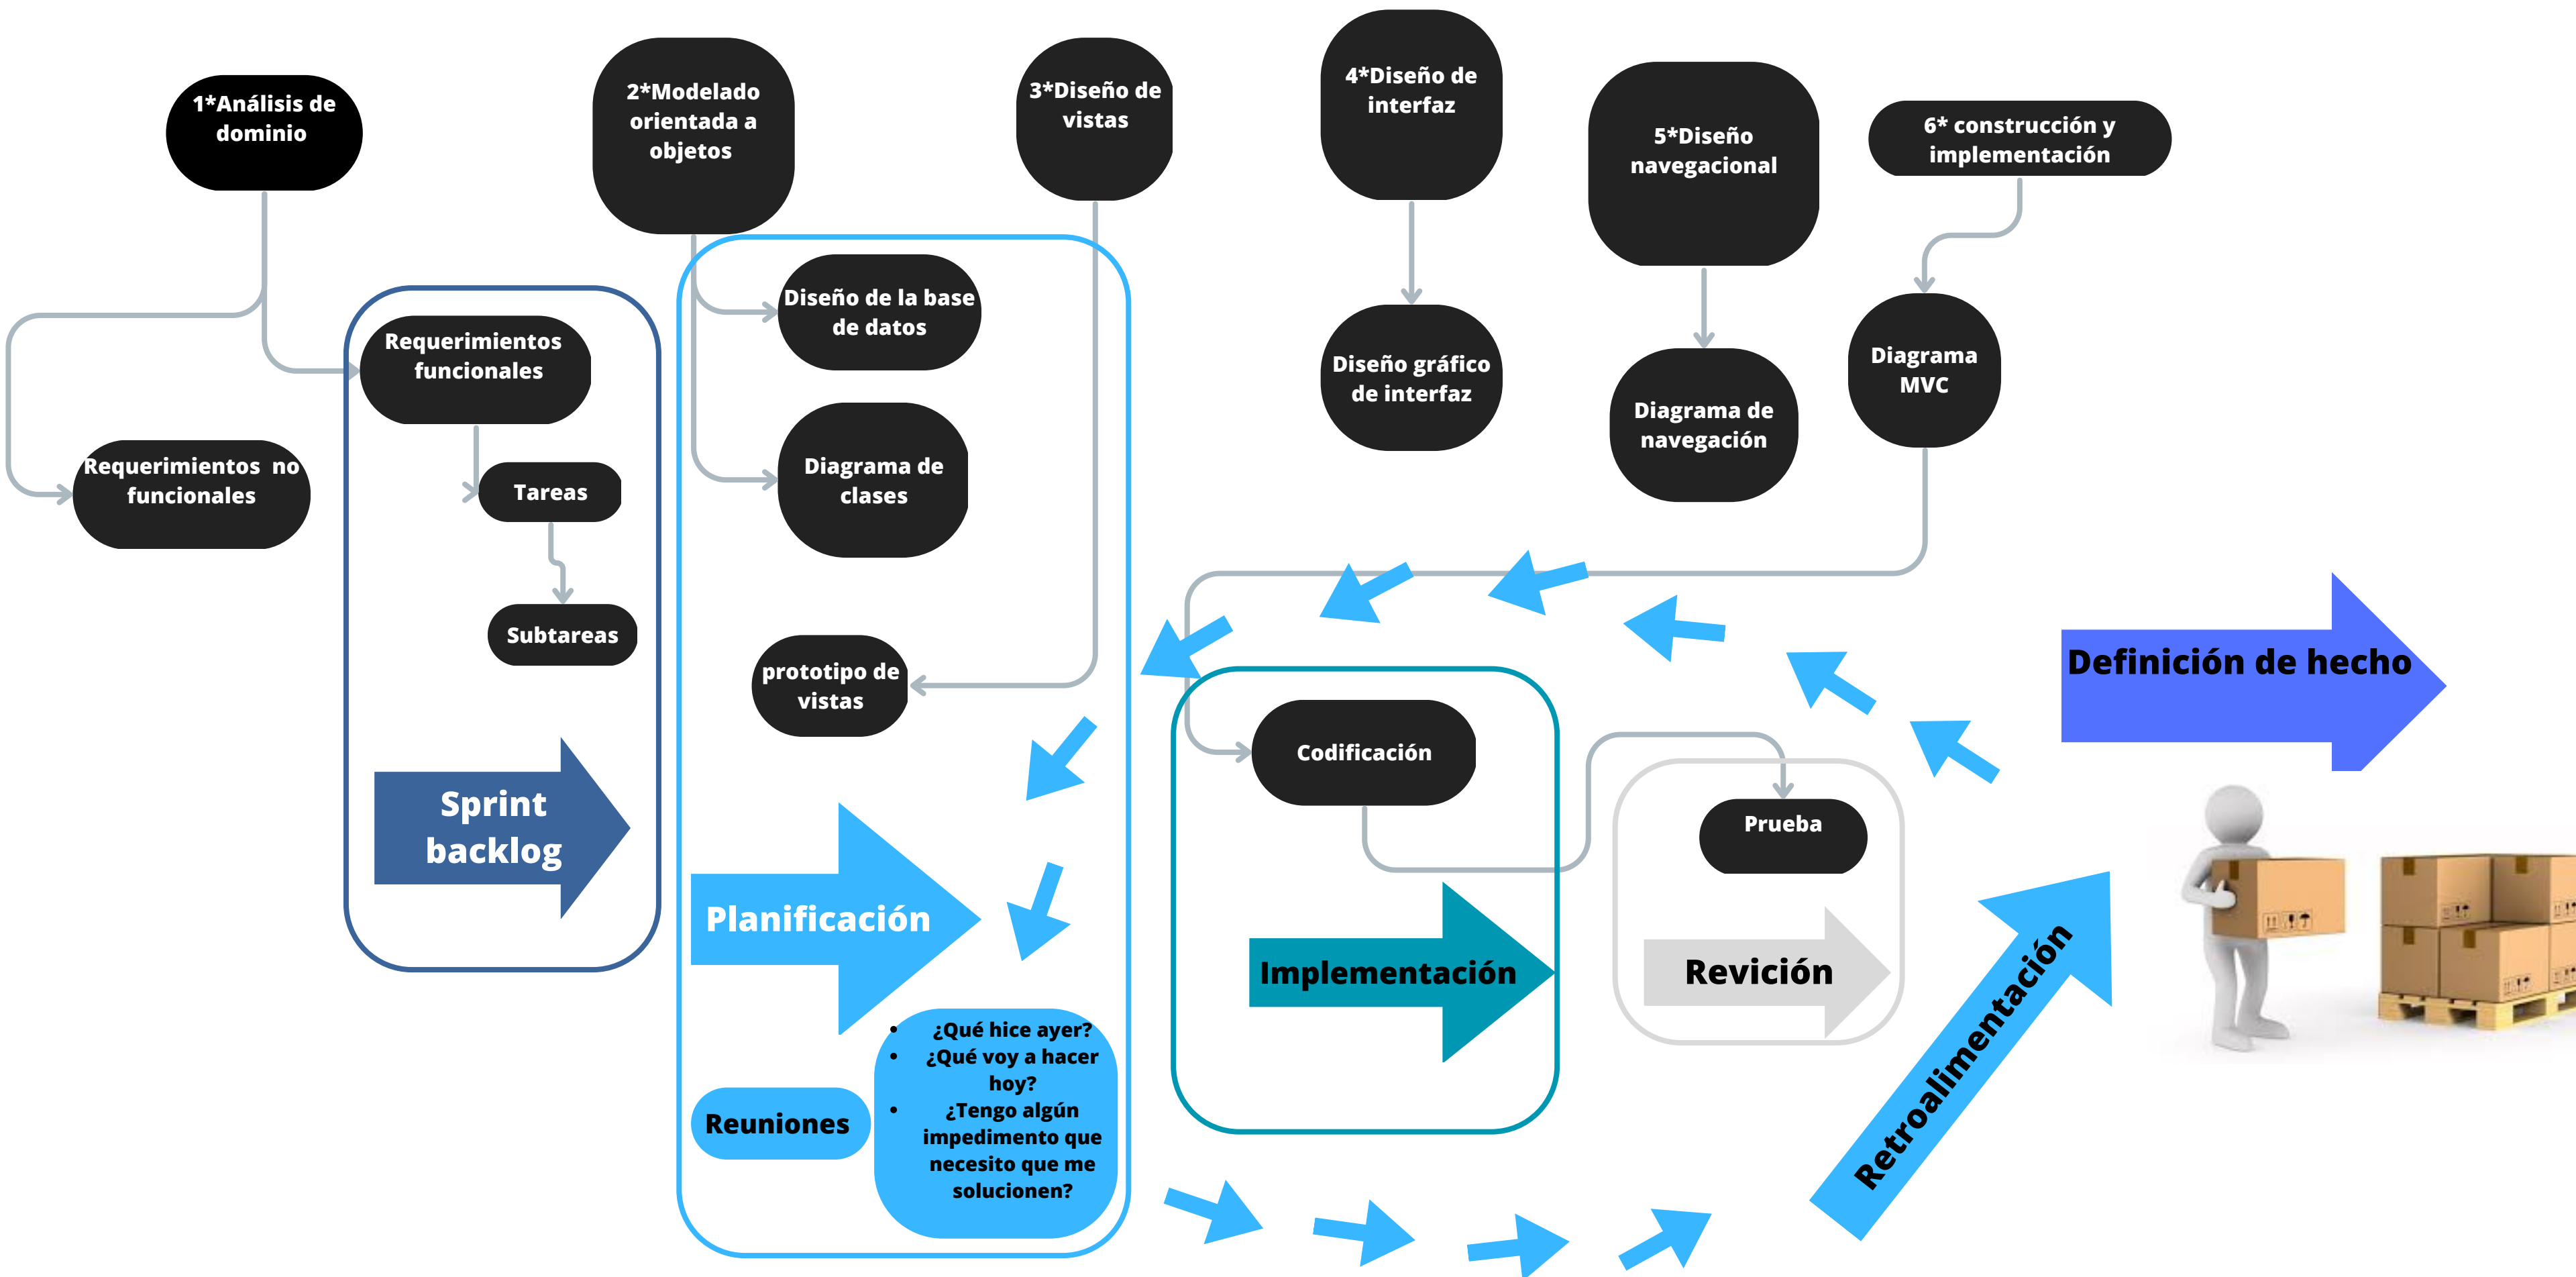 1*Análisis de
dominio
2*Modelado
orientada a
objetos
3*Diseño de
vistas
4*Diseño de
interfaz
5*Diseño
navegacional
6* construcción y
implementación
Requerimientos
funcionales
Requerimientos no
funcionales
Tareas
Subtareas
Sprint
backlog
Diseño de la base
de datos
Diagrama de
clases
prototipo de
vistas
Planificación
Reuniones
• ¿Qué hice ayer?
• ¿Qué voy a hacer
hoy?
• ¿Tengo algún
impedimento que
necesito que me
solucionen?
Diseño gráfico
de interfaz
Diagrama de
navegación
Diagrama
MVC
Codificación
Implementación
Prueba
Revición
Retroalimentación
Definición de hecho